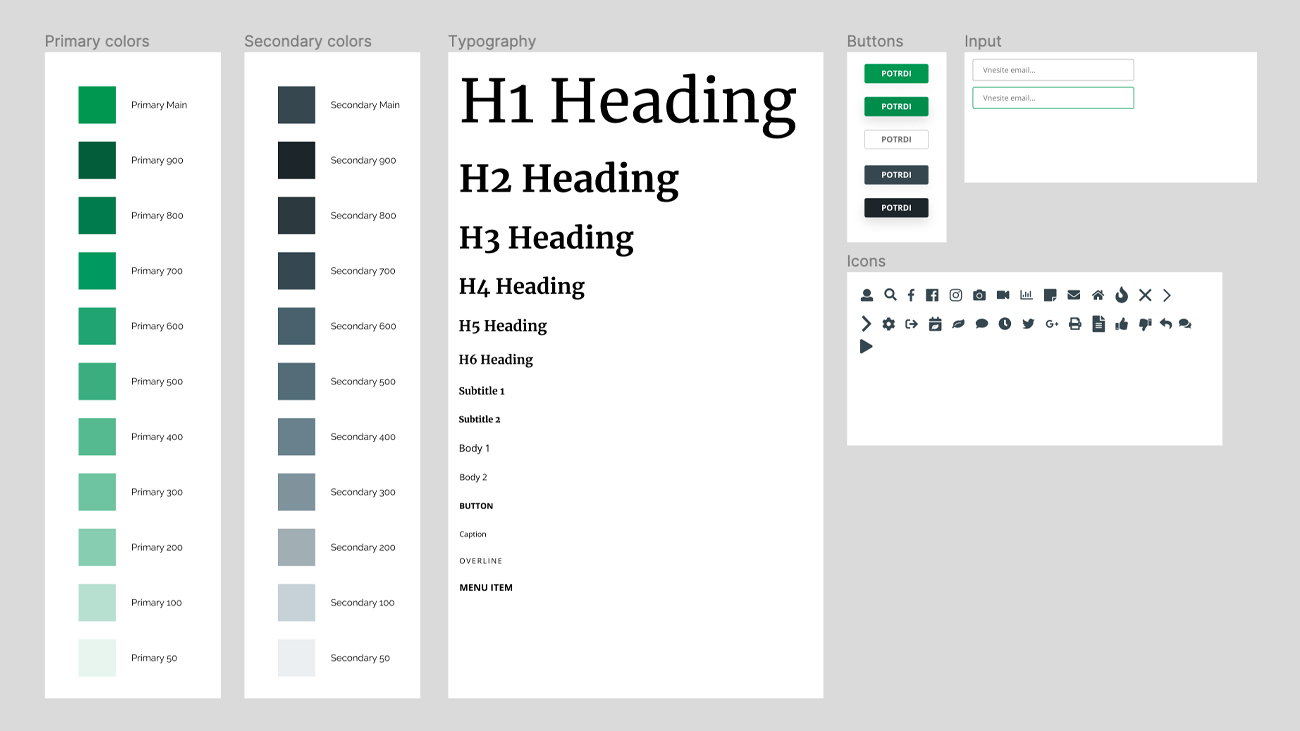 Primary colors
Primary Main
Primary 900
Primary 800
Primary 700
Primary 600
Primary 500
Primary 400
Primary 300
Primary 200
Primary 100
Primary 50
Secondary colors
Secondary Main
Secondary 900
Secondary 800
Secondary 700
Secondary 600
Secondary 500
Secondary 400
Secondary 300
Secondary 200
Secondary 100
Secondary 50
Typography
H1 Heading
H2 Heading
H3 Heading
H4 Heading
H5 Heading
H6 Heading
Subtitle 1
Subtitle 2
Body 1
Body 2
BUTTON
Caption
OVERLINE
MENU ITEM
Buttons
POTRDI
POTRDI
POTRDI
POTRDI
POTRDI
Input
Vnesite email...
Vnesite email...
Icons
G+